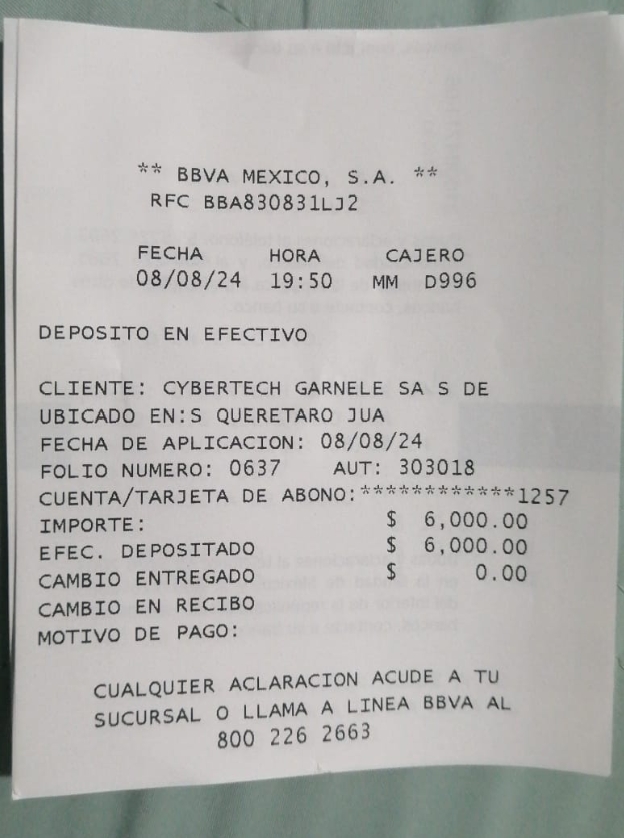 ** BBVA MEXICO, S.A. **
RFC BBA830831LJ2
FECHA HORA CAJERO
08/08/24 19:50 MM D996
DEPOSITO EN EFECTIVO
CLIENTE: CYBERTECH GARNELE SA S DE
UBICADO EN:S QUERETARO JUA
FECHA DE APLICACION: 08/08/24
FOLIO NUMERO: 0637 AUT: 303018
CUENTA/TARJETA DE ABONO:************1257
IMPORTE: $ 6,000.00
EFEC. DEPOSITADO $ 6,000.00
CAMBIO ENTREGADO $ 0.00
CAMBIO EN RECIBO
MOTIVO DE PAGO:
CUALQUIER ACLARACION ACUDE A TU
SUCURSAL O LLAMA A LINEA BBVA AL
800 226 2663